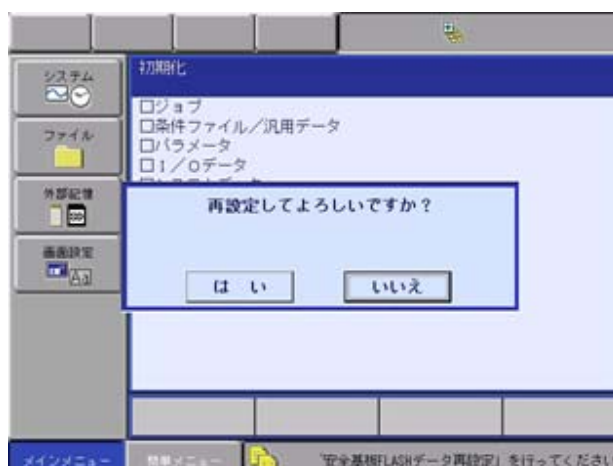 初期化
システム
ファイル
外部記憶
画面設定
□ジョブ
□条件ファイル／汎用データ
□パラメータ
□I／Oデータ
再設定してよろしいですか？
は い
いいえ
メインメニュー
簡単メニュー
「安全基板FLASHデータ再設定」を行ってくださ